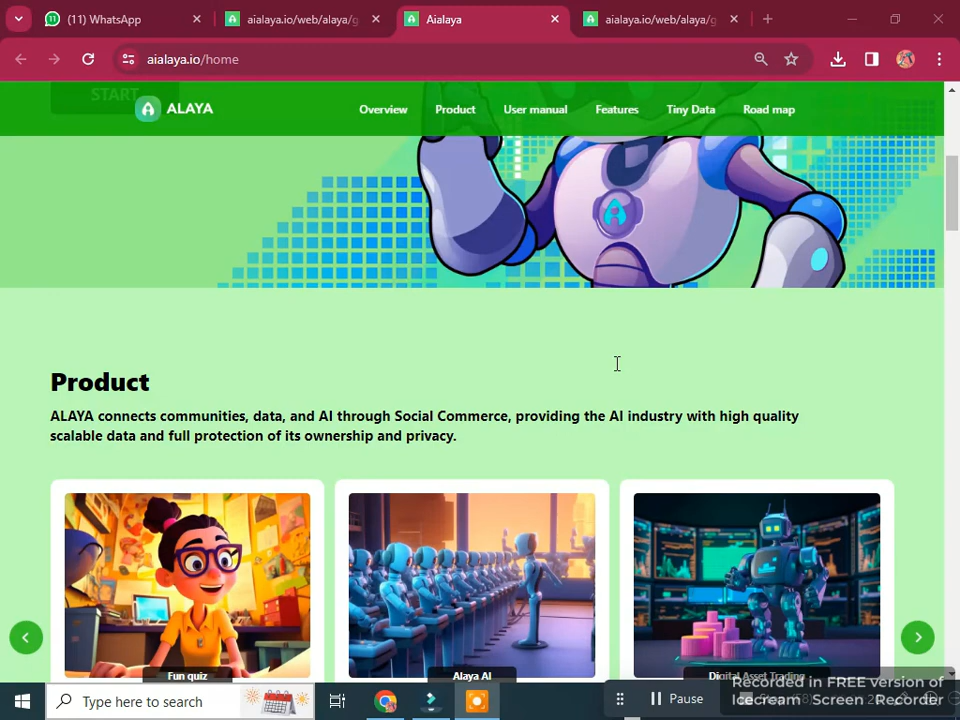 (11) WhatsApp
aialaya.io/web/alaya/g
Aialaya
aialaya.io/web/alaya/g
aialaya.io/home
START
ALAYA
Overview
Product
User manual
Features
Tiny Data
Road map
Product
ALAYA connects communities, data, and AI through Social Commerce, providing the AI industry with high quality
scalable data and full protection of its ownership and privacy.
Fun quiz
Alaya AI
Digital Asset Trading
Type here to search
Pause
Recorded in FREE version of
Icecream Screen Recorder